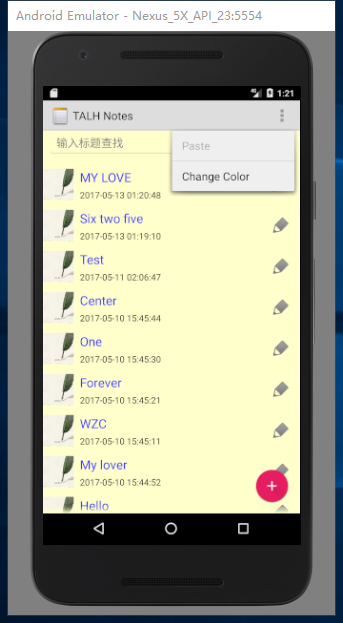 Android Emulator - Nexus_5X_API_23:5554
4G 1:21
TALH Notes
Paste
Change Color
输入标题查找
MY LOVE
2017-05-13 01:20:48
Six two five
2017-05-13 01:19:10
Test
2017-05-11 02:06:47
Center
2017-05-10 15:45:44
One
2017-05-10 15:45:30
Forever
2017-05-10 15:45:21
WZC
2017-05-10 15:45:11
My lover
2017-05-10 14:44:52
Hello